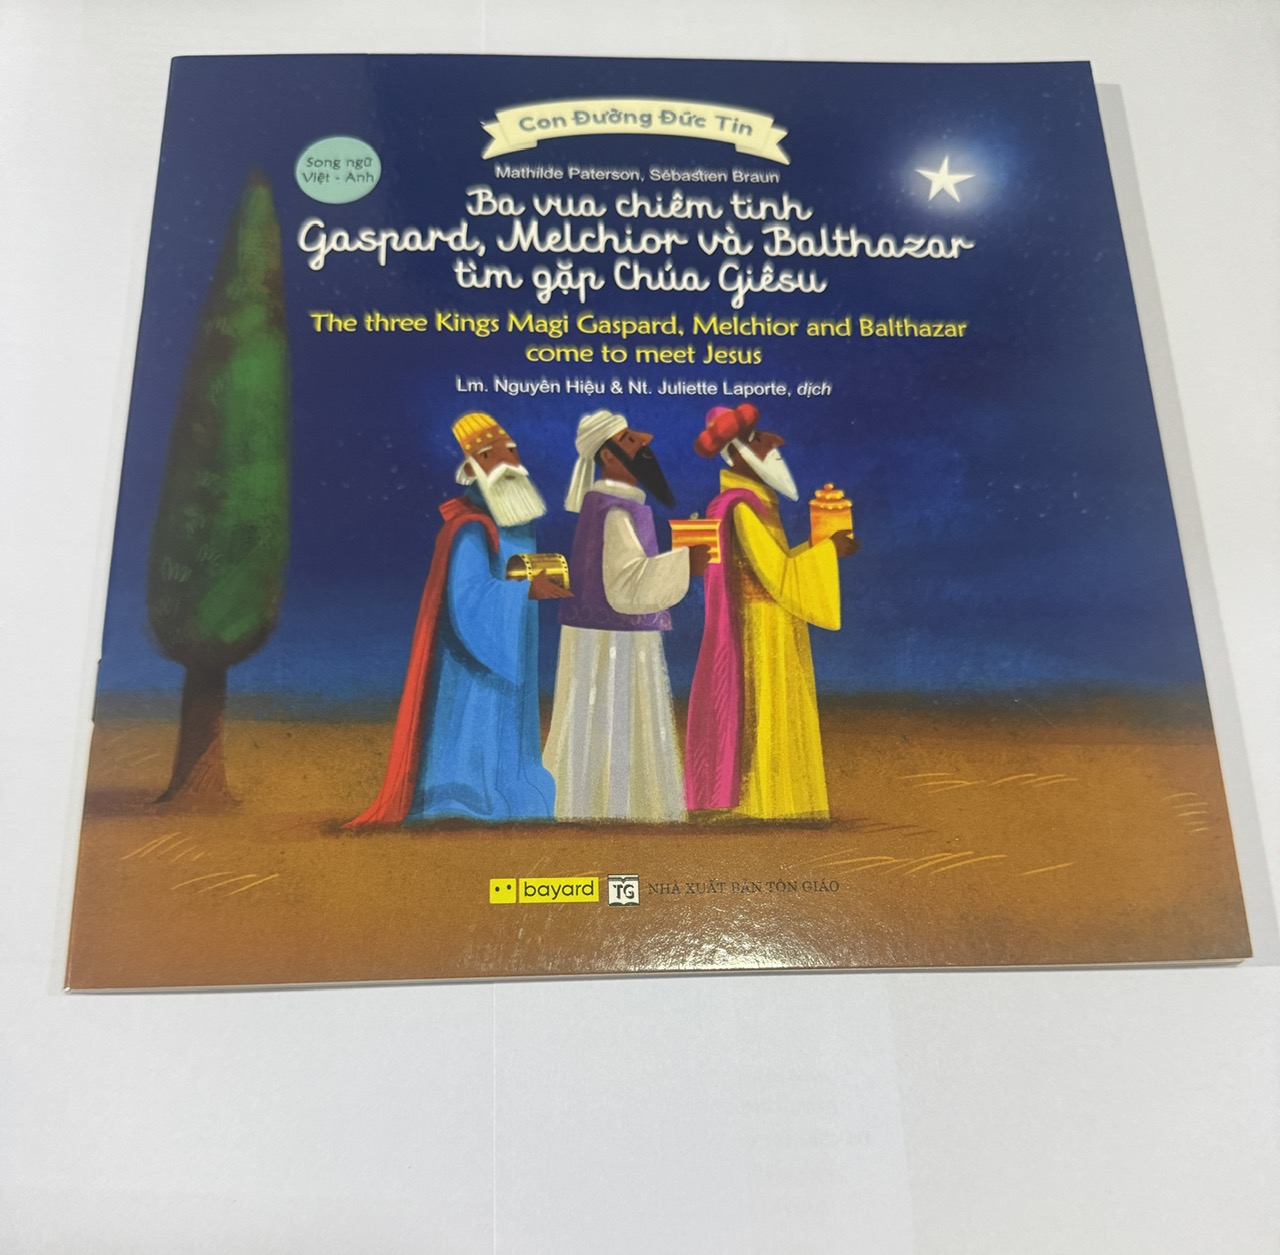 Con Đường Đức Tin
Song ngữ
Việt - Anh
Mathilde Paterson, Sébastien Braun
Ba vua chiêm tinh
Gaspard, Melchior và Balthazar
tìm gặp Chúa Giêsu
The three Kings Magi Gaspard, Melchior and Balthazar
come to meet Jesus
Lm. Nguyên Hiệu & Nt. Juliette Laporte, dịch
bayard TG NHÀ XUẤT BẢN TÔN GIÁO